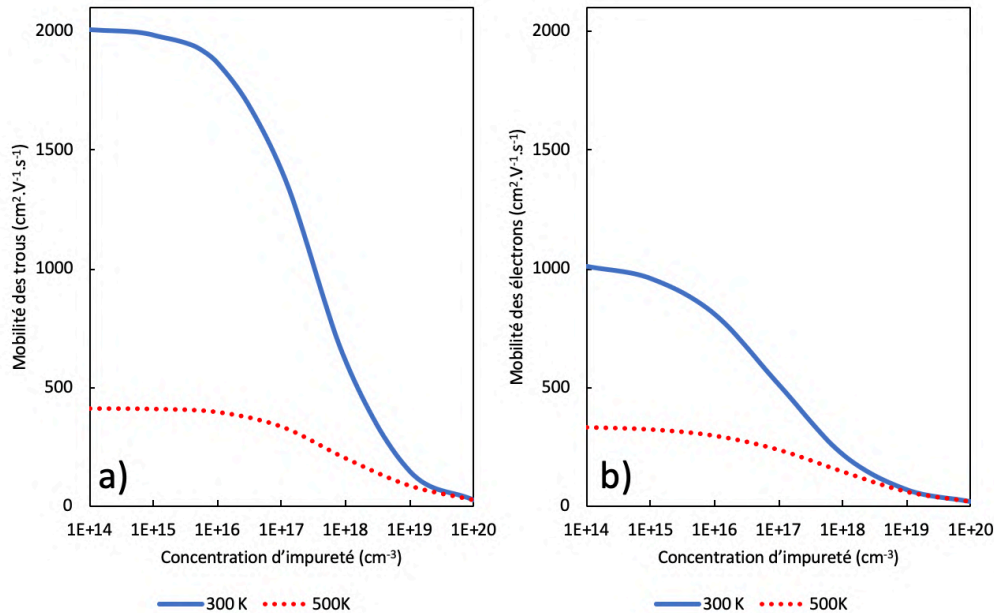 2000
1500
1000
500
0
Mobilité des trous (cm².V⁻¹.s⁻¹)
a)
1E+14 1E+15 1E+16 1E+17 1E+18 1E+19 1E+20
Concentration d’impureté (cm⁻³)
300 K 500K
2000
1500
1000
500
0
Mobilité des électrons (cm².V⁻¹.s⁻¹)
b)
1E+14 1E+15 1E+16 1E+17 1E+18 1E+19 1E+20
Concentration d’impureté (cm⁻³)
300 K 500K